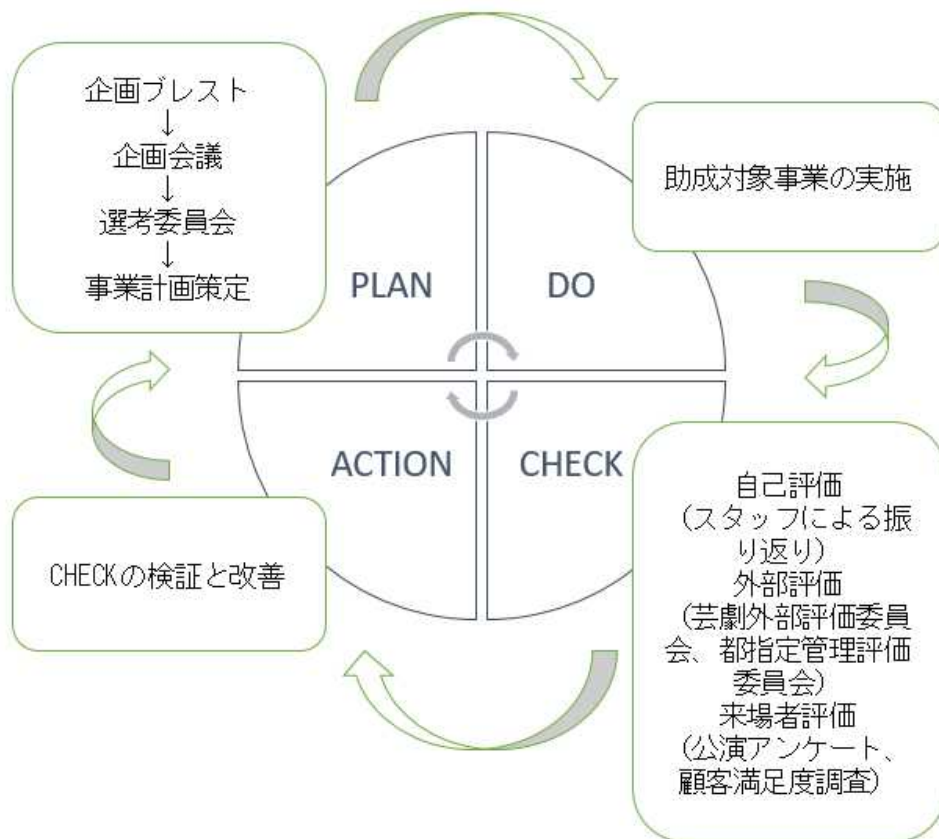 企画ブレスト
↓
企画会議
↓
選考委員会
↓
事業計画策定
助成対象事業の実施
PLAN
DO
ACTION
CHECK
CHECKの検証と改善
自己評価
(スタッフによる振
り返り)
外部評価
(芸劇外部評価委員
会、都指定管理評価
委員会)
来場者評価
(公演アンケート、
顧客満足度調査)